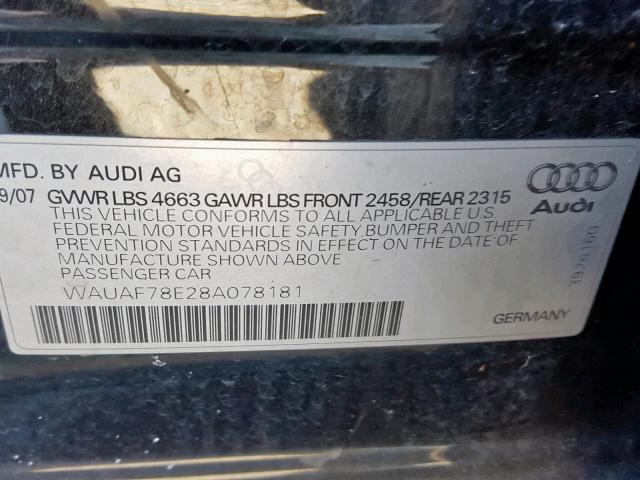 MFD. BY AUDI AG
9/07 GVWR LBS 4663 GAWR LBS FRONT 2458/REAR 2315
THIS VEHICLE CONFORMS TO ALL APPLICABLE U.S.
FEDERAL MOTOR VEHICLE SAFETY, BUMPER AND THEFT
PREVENTION STANDARDS IN EFFECT ON THE DATE OF
MANUFACTURE SHOWN ABOVE
PASSENGER CAR
WAUAF78E28A078181
Audi
3926160
GERMANY